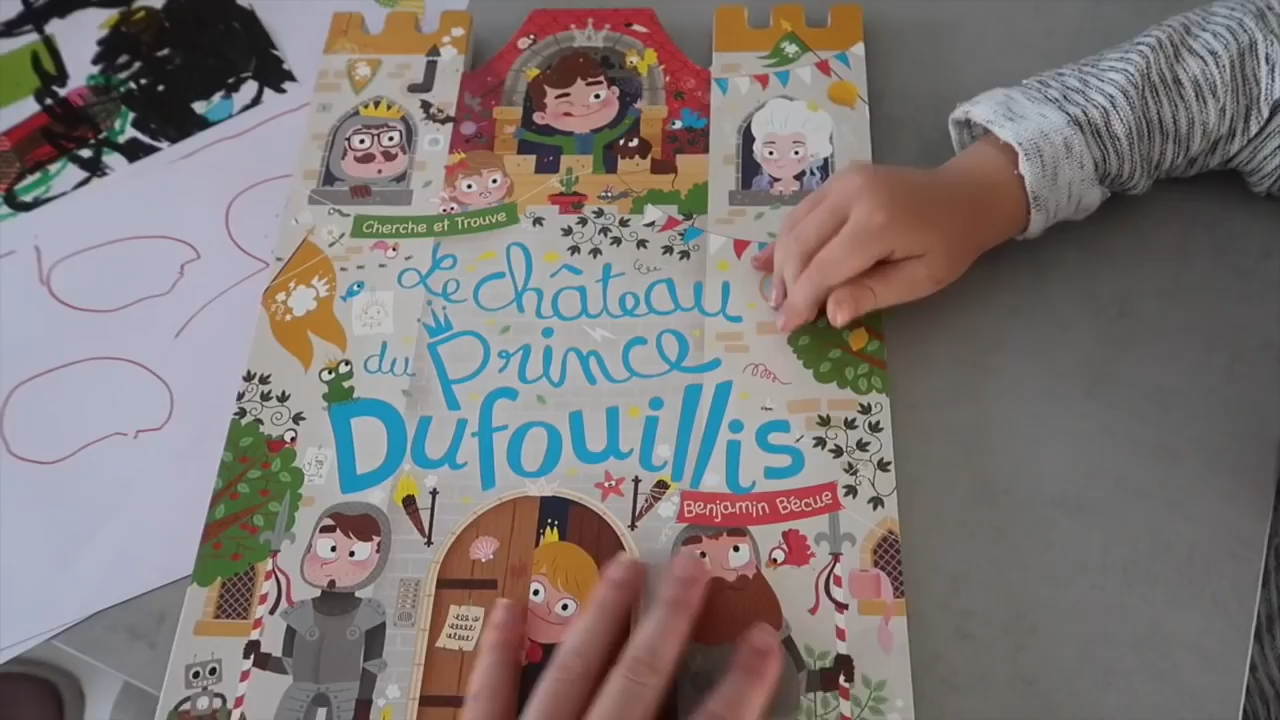 Cherche et Trouve
Le château
du Prince
Dufouillis
Benjamin Bécue